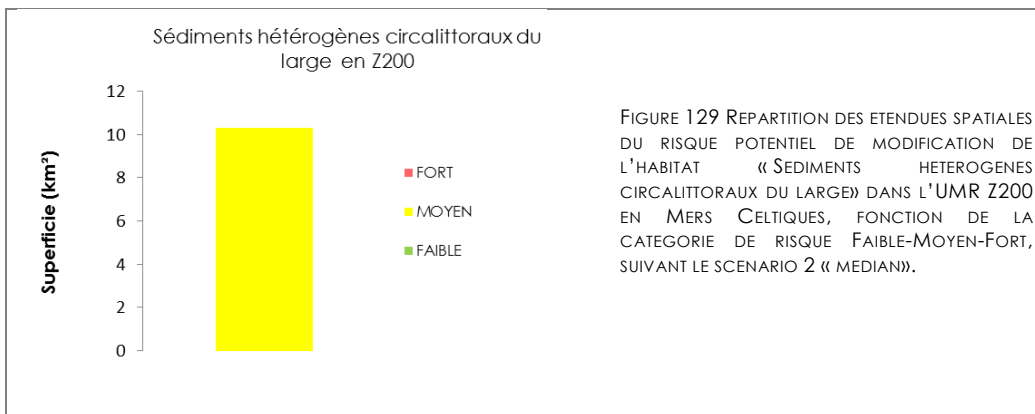 Sédiments hétérogènes circalittoraux du
large en Z200
12
10
8
6
4
2
0
Superficie (km²)
FORT
MOYEN
FAIBLE
FIGURE 129 REPARTITION DES ETENDUES SPATIALES
DU RISQUE POTENTIEL DE MODIFICATION DE
L'HABITAT « SEDIMENTS HETEROGENES
CIRCALITTORAUX DU LARGE» DANS L'UMR Z200
EN MERS CELTIQUES, FONCTION DE LA
CATEGORIE DE RISQUE FAIBLE-MOYEN-FORT,
SUIVANT LE SCENARIO 2 « MEDIAN».